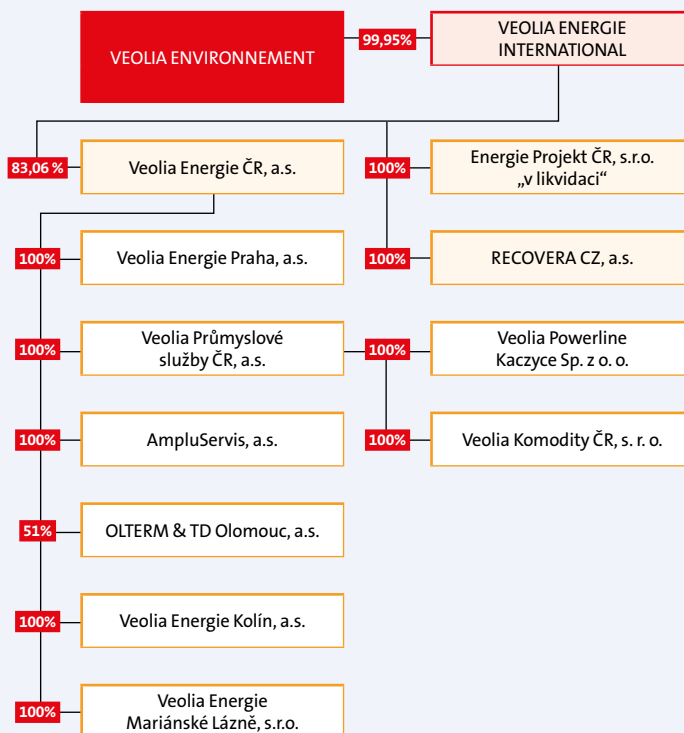 VEOLIA ENVIRONNEMENT
99,95%
VEOLIA ENERGIE
INTERNATIONAL
83,06 %
Veolia Energie ČR, a.s.
100%
Energie Projekt ČR, s.r.o.
„v likvidaci“
100%
Veolia Energie Praha, a.s.
100%
RECOVERA CZ, a.s.
100%
Veolia Průmyslové
služby ČR, a.s.
100%
Veolia Powerline
Kaczyce Sp. z o. o.
100%
AmpluServis, a.s.
100%
Veolia Komodity ČR, s. r. o.
51%
OLTERM & TD Olomouc, a.s.
100%
Veolia Energie Kolín, a.s.
100%
Veolia Energie
Mariánské Lázně, s.r.o.